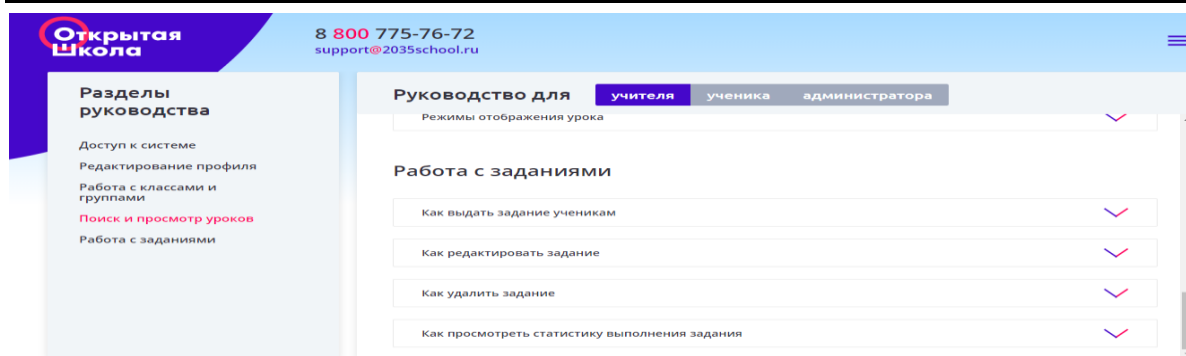 Открытая
Школа
8 800 775-76-72
support@2035school.ru
Разделы
руководства
Доступ к системе
Редактирование профиля
Работа с классами и
группами
Поиск и просмотр уроков
Работа с заданиями
Руководство для учителя ученика администратора
Режимы отображения урока
Работа с заданиями
Как выдать задание ученикам
Как редактировать задание
Как удалить задание
Как просмотреть статистику выполнения задания